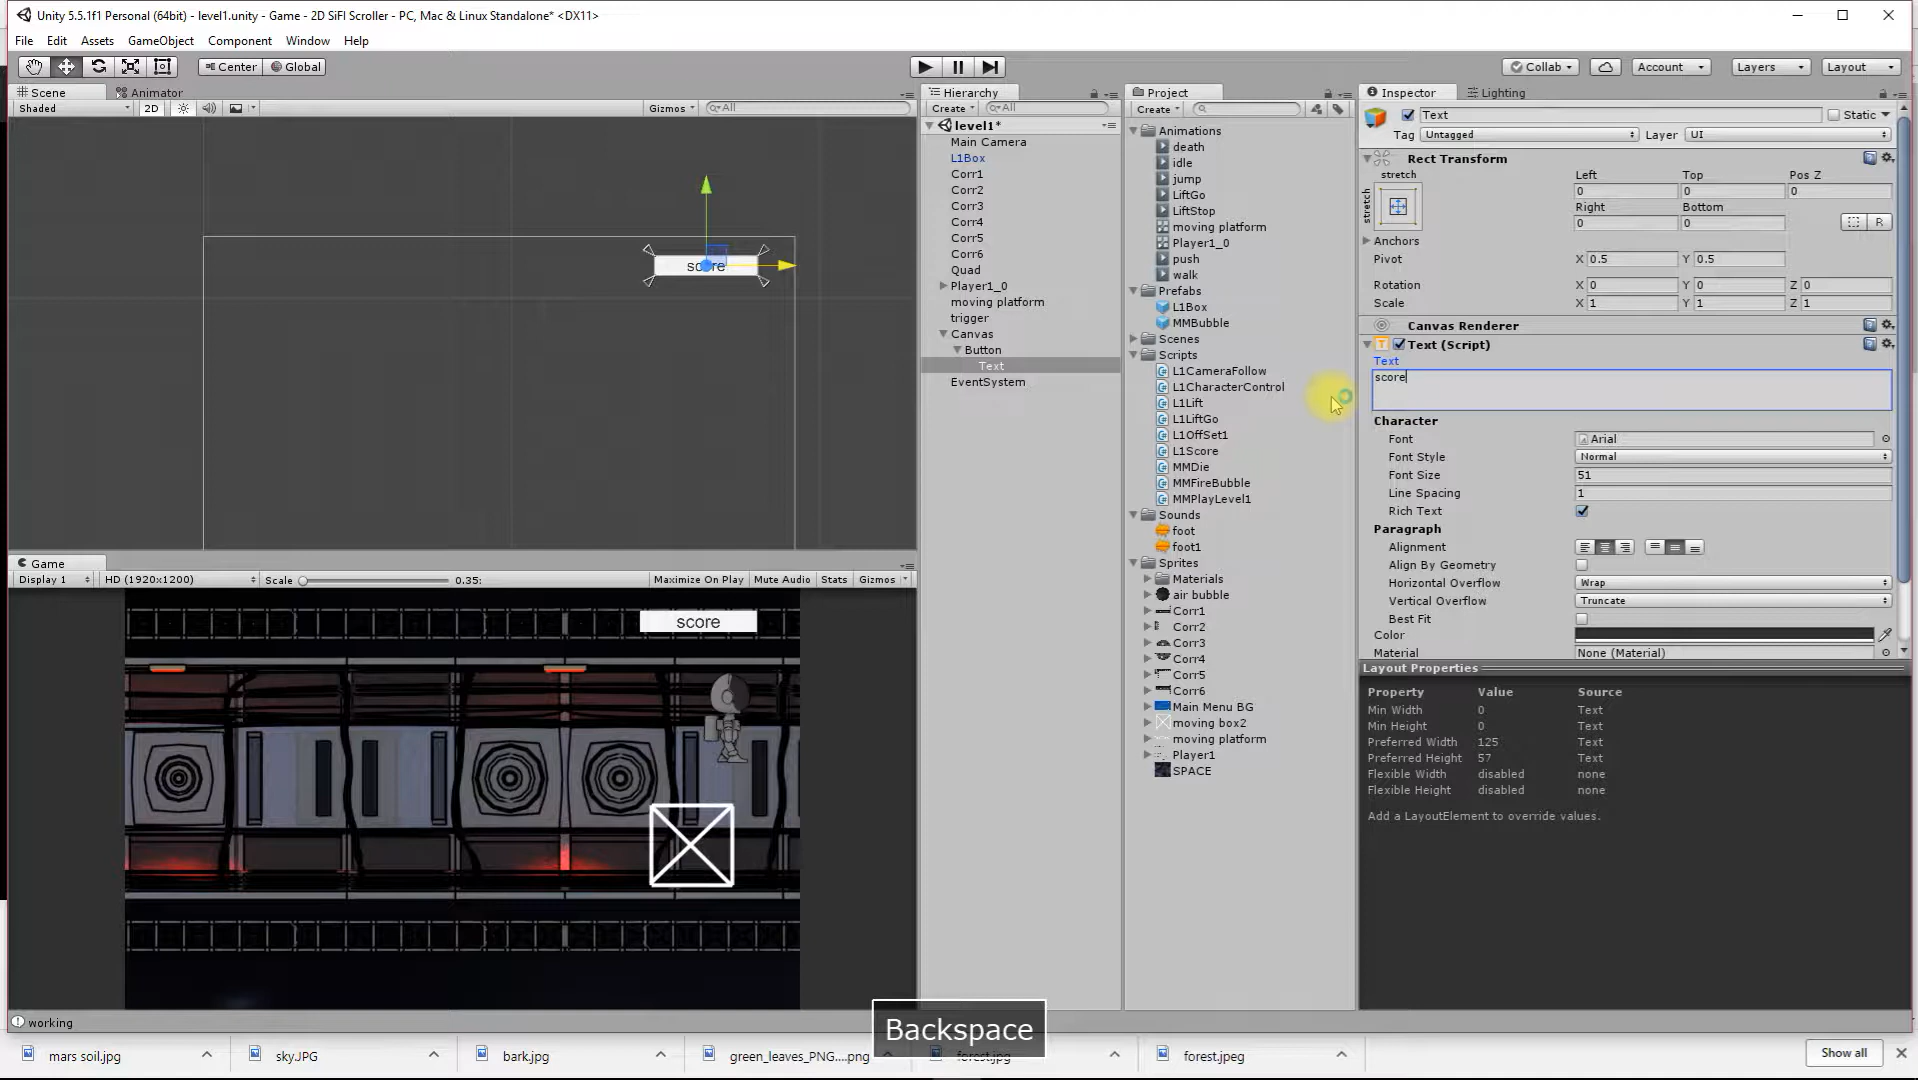 Unity 5.5.1f1 Personal (64bit) - level1.unity - Game - 2D SiFI Scroller - PC, Mac & Linux Standalone* <DX11>
File Edit Assets GameObject Component Window Help
Center Global Collab Account Layers Layout
Scene Animator
Shaded 2D Gizmos All
score
Game
Display 1 HD (1920x1200) Scale 0.35: Maximize On Play Mute Audio Stats Gizmos
score
working
Hierarchy
Create All
level1*
Main Camera
L1Box
Corr1
Corr2
Corr3
Corr4
Corr5
Corr6
Quad
Player1_0
moving platform
trigger
Canvas
Button
Text
EventSystem
Project
Create
Animations
death
idle
jump
LiftGo
LiftStop
moving platform
Player1_0
push
walk
Prefabs
L1Box
MMBubble
Scenes
Scripts
L1CameraFollow
L1CharacterControl
L1Lift
L1LiftGo
L1OffSet1
L1Score
MMDie
MMFireBubble
MMPlayLevel1
Sounds
foot
foot1
Sprites
Materials
air bubble
Corr1
Corr2
Corr3
Corr4
Corr5
Corr6
Main Menu BG
moving box2
moving platform
Player1
SPACE
Inspector Lighting
Text Static
Tag Untagged Layer UI
Rect Transform
stretch Left Top Pos Z
stretch 0 0 0
Right Bottom
0 0 R
Anchors
Pivot X 0.5 Y 0.5
Rotation X 0 Y 0 Z 0
Scale X 1 Y 1 Z 1
Canvas Renderer
Text (Script)
Text
score
Character
Font Arial
Font Style Normal
Font Size 51
Line Spacing 1
Rich Text
Paragraph
Alignment
Align By Geometry
Horizontal Overflow Wrap
Vertical Overflow Truncate
Best Fit
Color
Material None (Material)
Layout Properties
Property Value Source
Min Width 0 Text
Min Height 0 Text
Preferred Width 125 Text
Preferred Height 57 Text
Flexible Width disabled none
Flexible Height disabled none
Add a LayoutElement to override values.
Backspace
mars soil.jpg sky.JPG bark.jpg green_leaves_PNG....png forest.jpg forest.jpeg Show all